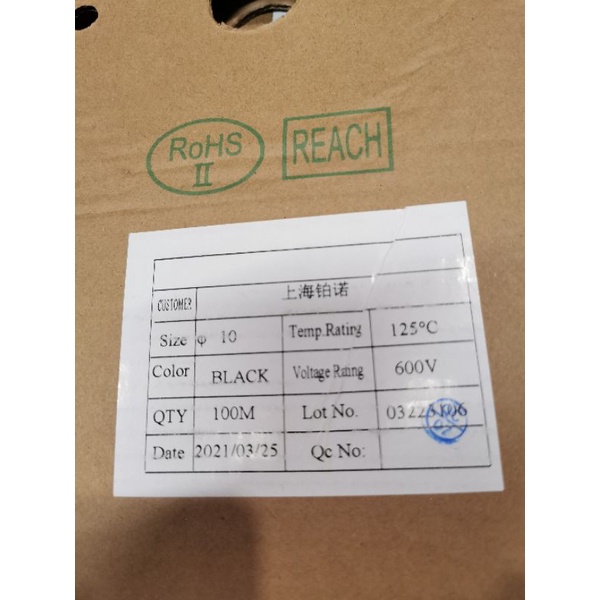 RoHS
II
REACH
CUSTOMER 上海铂诺
Size φ 10 Temp.Rating 125°C
Color BLACK Voltage Rating 600V
QTY 100M Lot No.
Date 2021/03/25 Qc No: